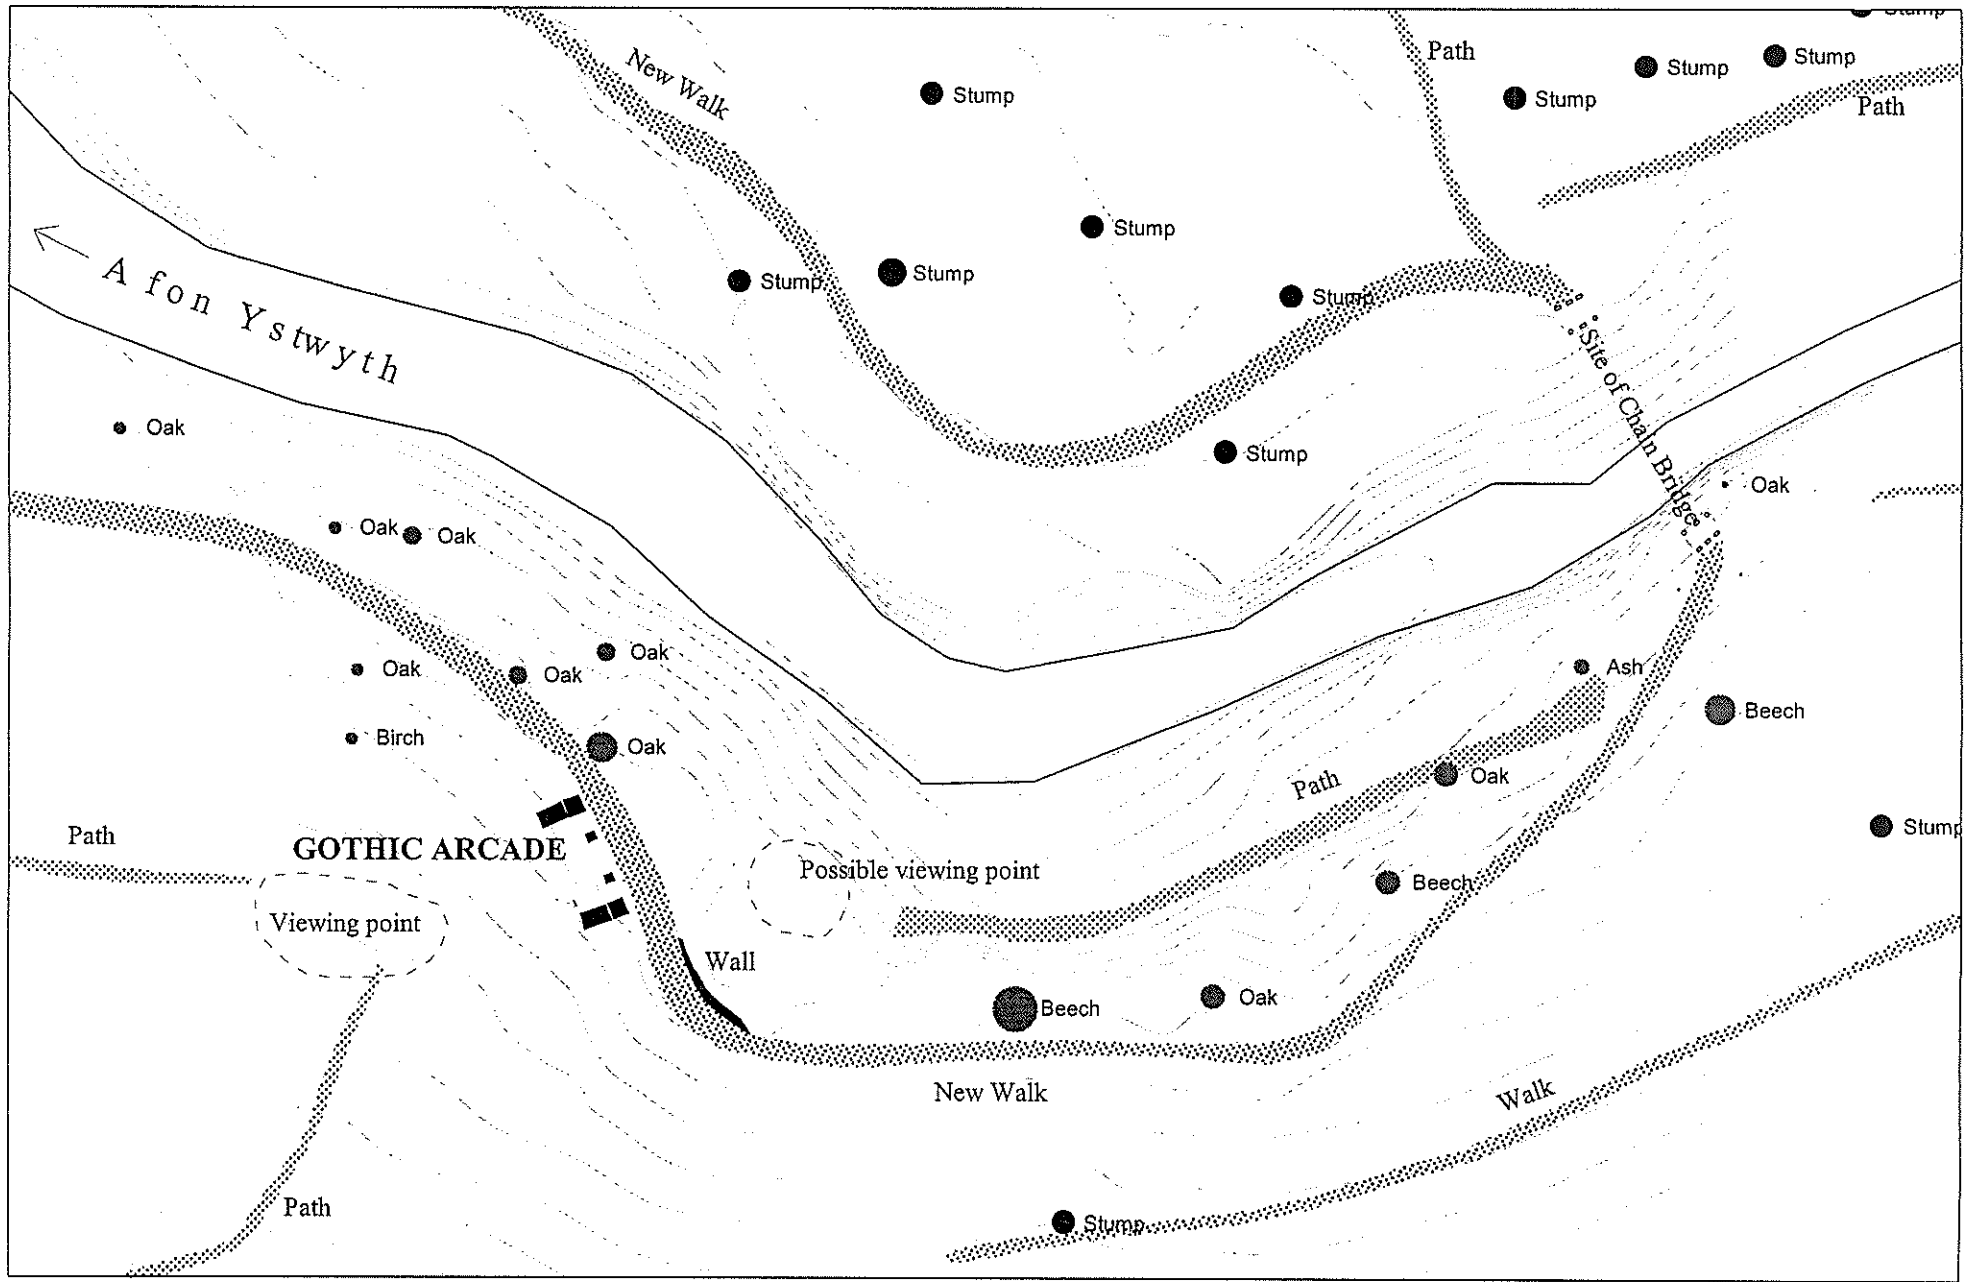 Stump
New Walk
Path
Stump
Stump
Stump
Stump
Path
Stump
Stump
Stump
Stump
Stump
Afon Ystwyth
Site of Chain Bridge
Oak
Stump
Oak
Oak
Oak
Oak
Oak
Oak
Ash
Birch
Oak
Beech
Path
Oak
Path
GOTHIC ARCADE
Possible viewing point
Beech
Stump
Viewing point
Wall
Beech
Oak
New Walk
Walk
Path
Stump